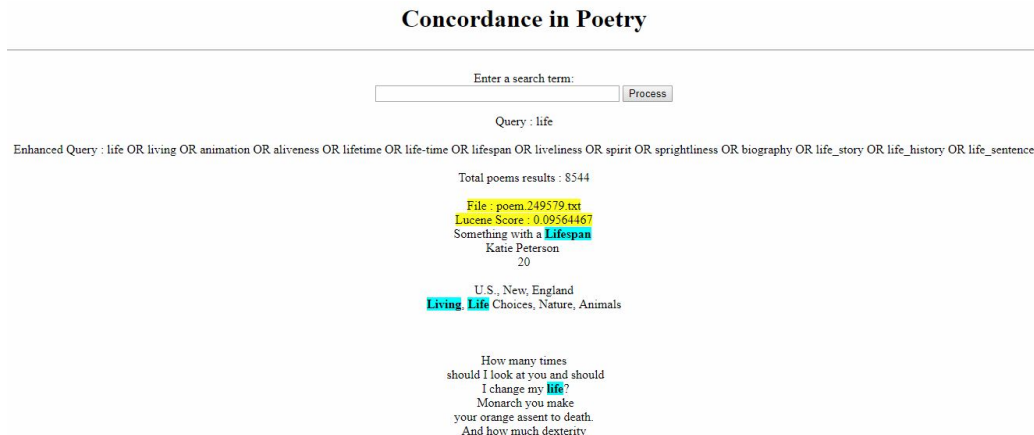 Concordance in Poetry
Enter a search term:
Process
Query : life
Enhanced Query : life OR living OR animation OR aliveness OR lifetime OR life-time OR lifespan OR liveliness OR spirit OR sprightliness OR biography OR life_story OR life_history OR life_sentence
Total poems results : 8544
File : poem.249579.txt
Lucene Score : 0.09564467
Something with a Lifespan
Katie Peterson
20
U.S., New, England
Living, Life Choices, Nature, Animals
How many times
should I look at you and should
I change my life?
Monarch you make
your orange assent to death.
And how much dexterity